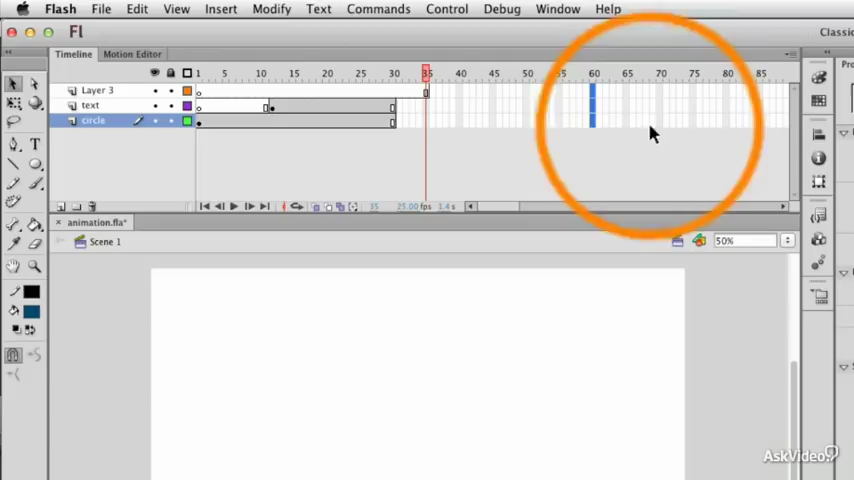 Flash File Edit View Insert Modify Text Commands Control Debug Window Help
Fl Classic
Timeline Motion Editor
1 5 10 15 20 25 30 35 40 45 50 55 60 65 70 75 80 85
Layer 3
text
circle
35 25.00 fps 1.4 s
animation.fla*
Scene 1 50%
T
AskVideo